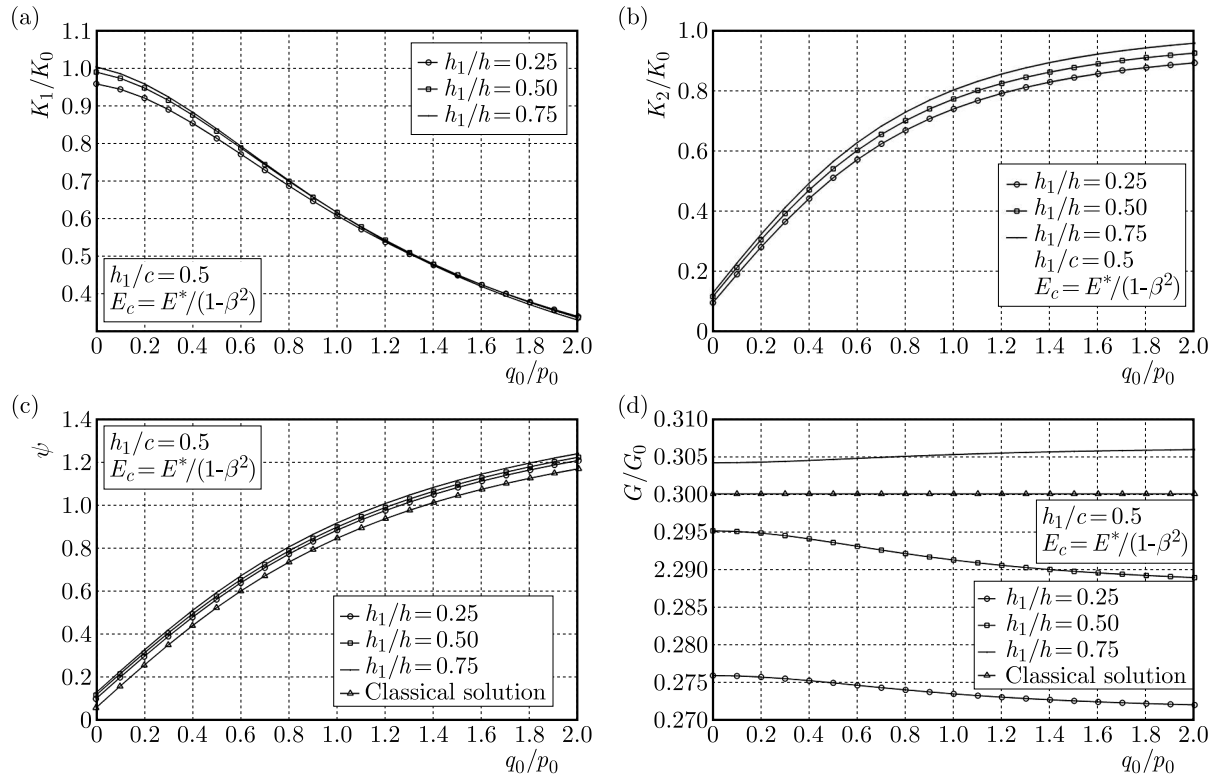 (a)
K₁/K₀
1.1
1.0
0.9
0.8
0.7
0.6
0.5
0.4
h₁/h = 0.25
h₁/h = 0.50
h₁/h = 0.75
h₁/c = 0.5
E_c = E*/(1-β²)
0 0.2 0.4 0.6 0.8 1.0 1.2 1.4 1.6 1.8 2.0
q₀/p₀
(b)
K₂/K₀
1.0
0.8
0.6
0.4
0.2
0
h₁/h = 0.25
h₁/h = 0.50
h₁/h = 0.75
h₁/c = 0.5
E_c = E*/(1-β²)
0 0.2 0.4 0.6 0.8 1.0 1.2 1.4 1.6 1.8 2.0
q₀/p₀
(c)
ψ
1.4
1.2
1.0
0.8
0.6
0.4
0.2
0
h₁/c = 0.5
E_c = E*/(1-β²)
h₁/h = 0.25
h₁/h = 0.50
h₁/h = 0.75
Classical solution
0 0.2 0.4 0.6 0.8 1.0 1.2 1.4 1.6 1.8 2.0
q₀/p₀
(d)
G/G₀
0.310
0.305
0.300
0.295
2.290
0.285
0.280
0.275
0.270
h₁/c = 0.5
E_c = E*/(1-β²)
h₁/h = 0.25
h₁/h = 0.50
h₁/h = 0.75
Classical solution
0 0.2 0.4 0.6 0.8 1.0 1.2 1.4 1.6 1.8 2.0
q₀/p₀